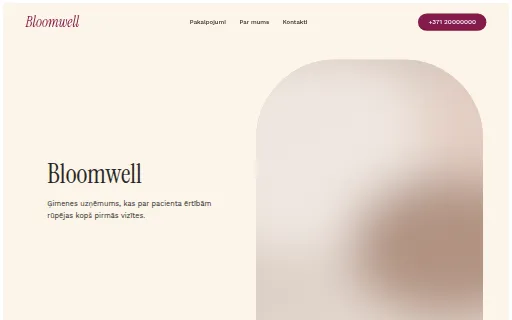 Bloomwell
Pakalpojumi
Par mums
Kontakti
+371 20000000
Bloomwell
Ģimenes uzņēmums, kas par pacienta ērtībām
rūpējas kopš pirmās vizītes.